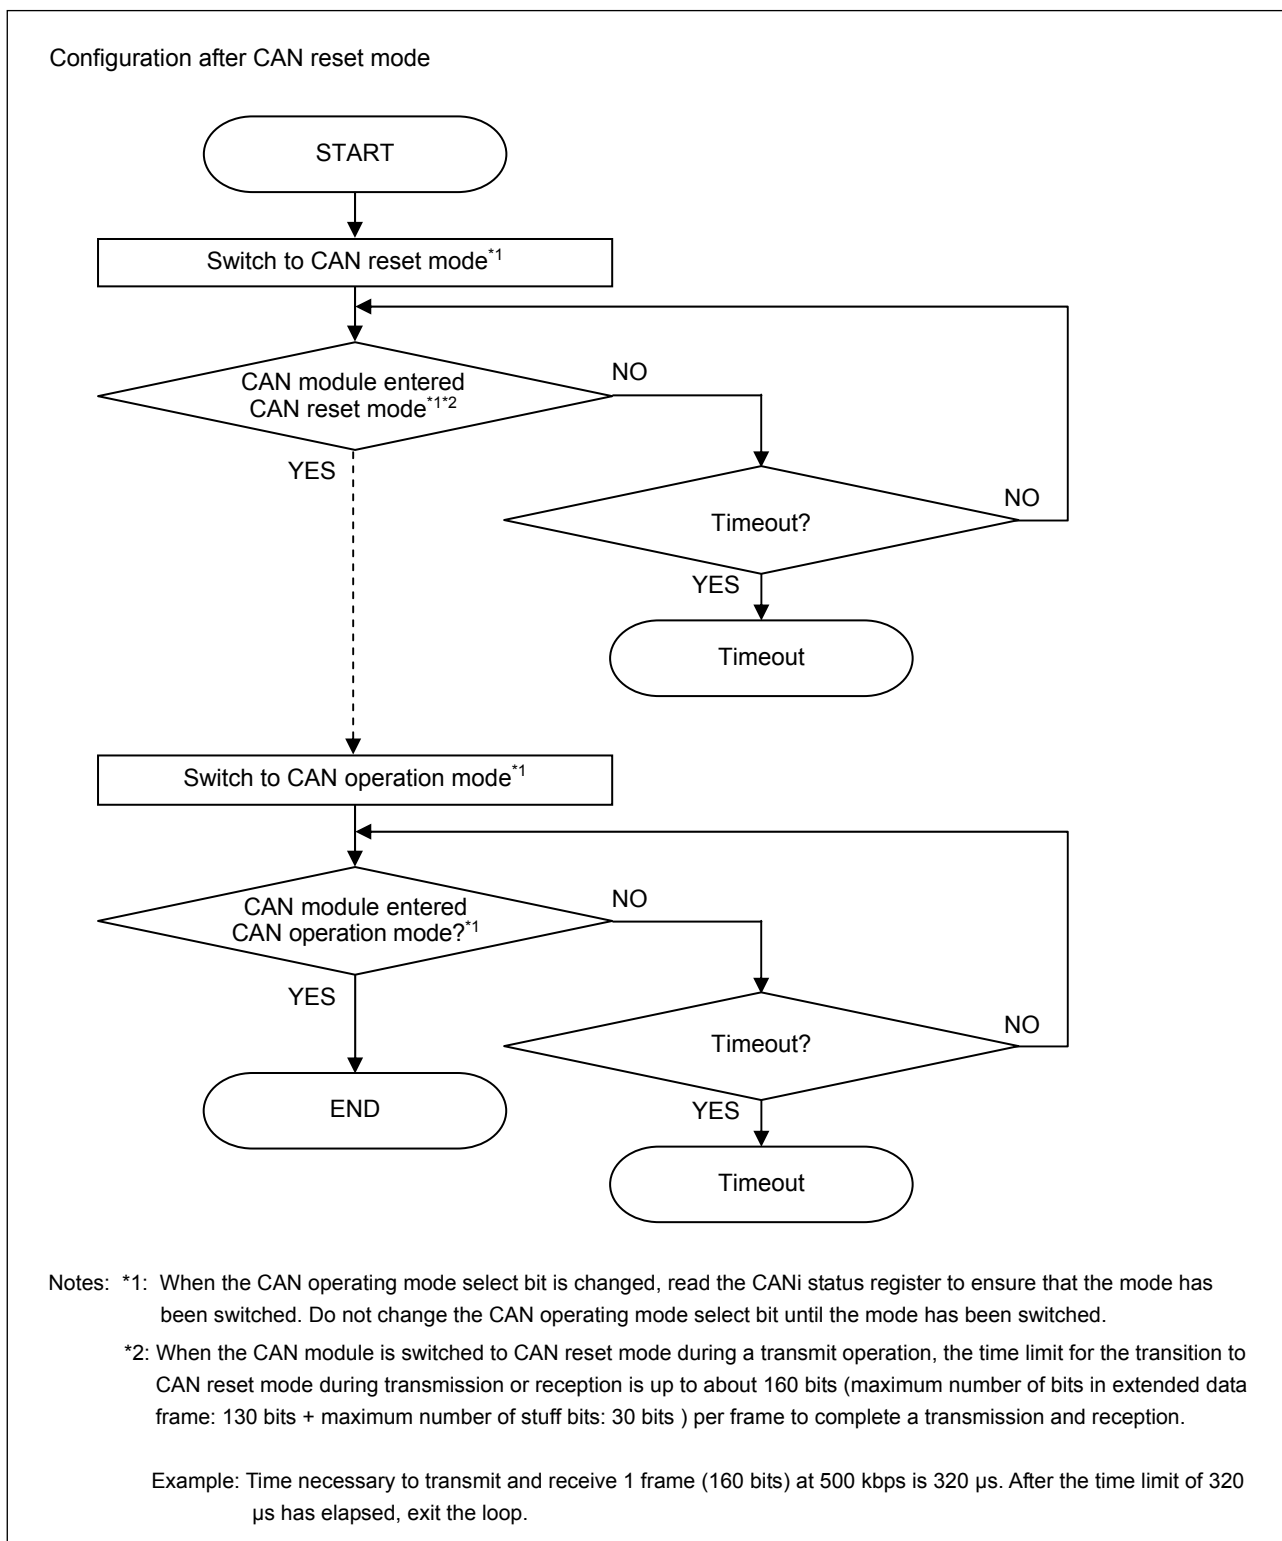 Configuration after CAN reset mode
START
Switch to CAN reset mode*1
CAN module entered
CAN reset mode*1*2
NO
YES
Timeout?
NO
YES
Timeout
Switch to CAN operation mode*1
CAN module entered
CAN operation mode?*1
NO
YES
Timeout?
NO
END
YES
Timeout
Notes: *1: When the CAN operating mode select bit is changed, read the CANi status register to ensure that the mode has
been switched. Do not change the CAN operating mode select bit until the mode has been switched.
*2: When the CAN module is switched to CAN reset mode during a transmit operation, the time limit for the transition to
CAN reset mode during transmission or reception is up to about 160 bits (maximum number of bits in extended data
frame: 130 bits + maximum number of stuff bits: 30 bits ) per frame to complete a transmission and reception.
Example: Time necessary to transmit and receive 1 frame (160 bits) at 500 kbps is 320 µs. After the time limit of 320
µs has elapsed, exit the loop.